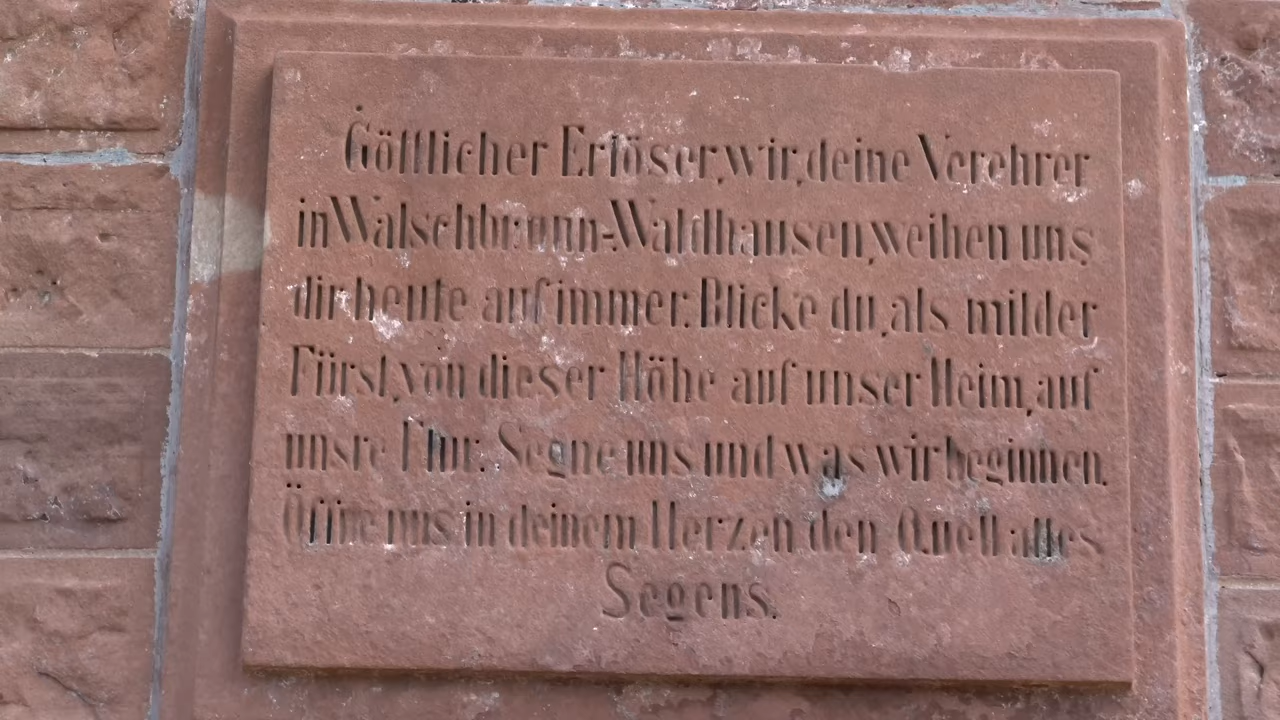 Göttlicher Erlöser, wir, deine Verehrer
in Walschbrunn-Waldhausen, weihen uns
dir heute auf immer. Blicke du, als milder
Fürst, von dieser Höhe auf unser Heim, auf
unsre Flur. Segne uns und was wir beginnen.
Öffne uns in deinem Herzen den Quell alles
Segens.